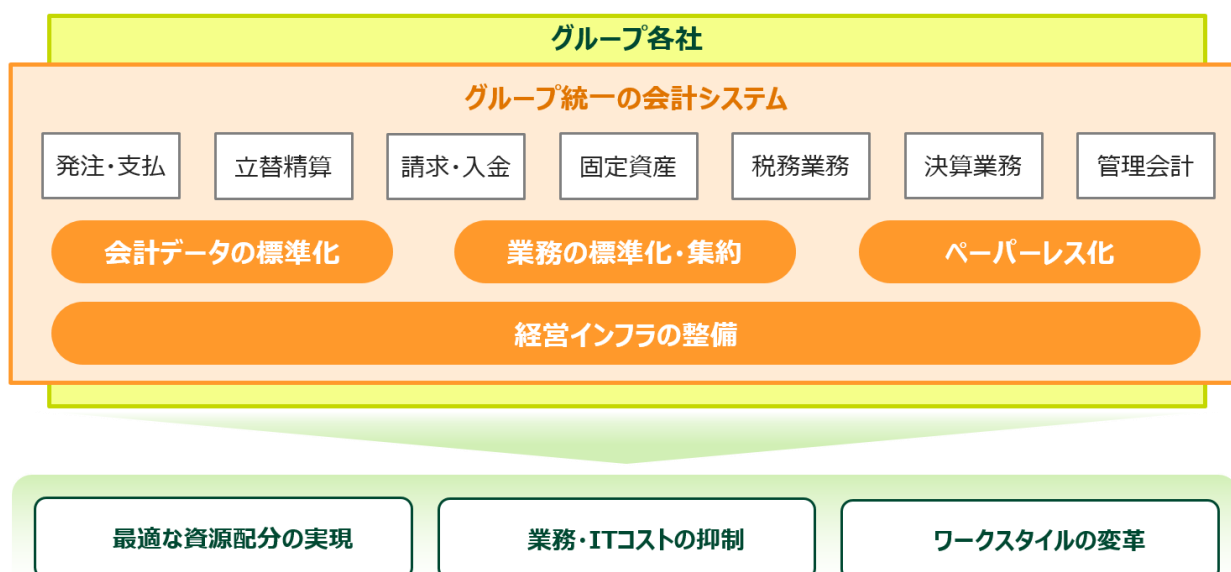 グループ各社
グループ統一の会計システム
発注・支払
立替精算
請求・入金
固定資産
税務業務
決算業務
管理会計
会計データの標準化
業務の標準化・集約
ペーパーレス化
経営インフラの整備
最適な資源配分の実現
業務・ITコストの抑制
ワークスタイルの変革